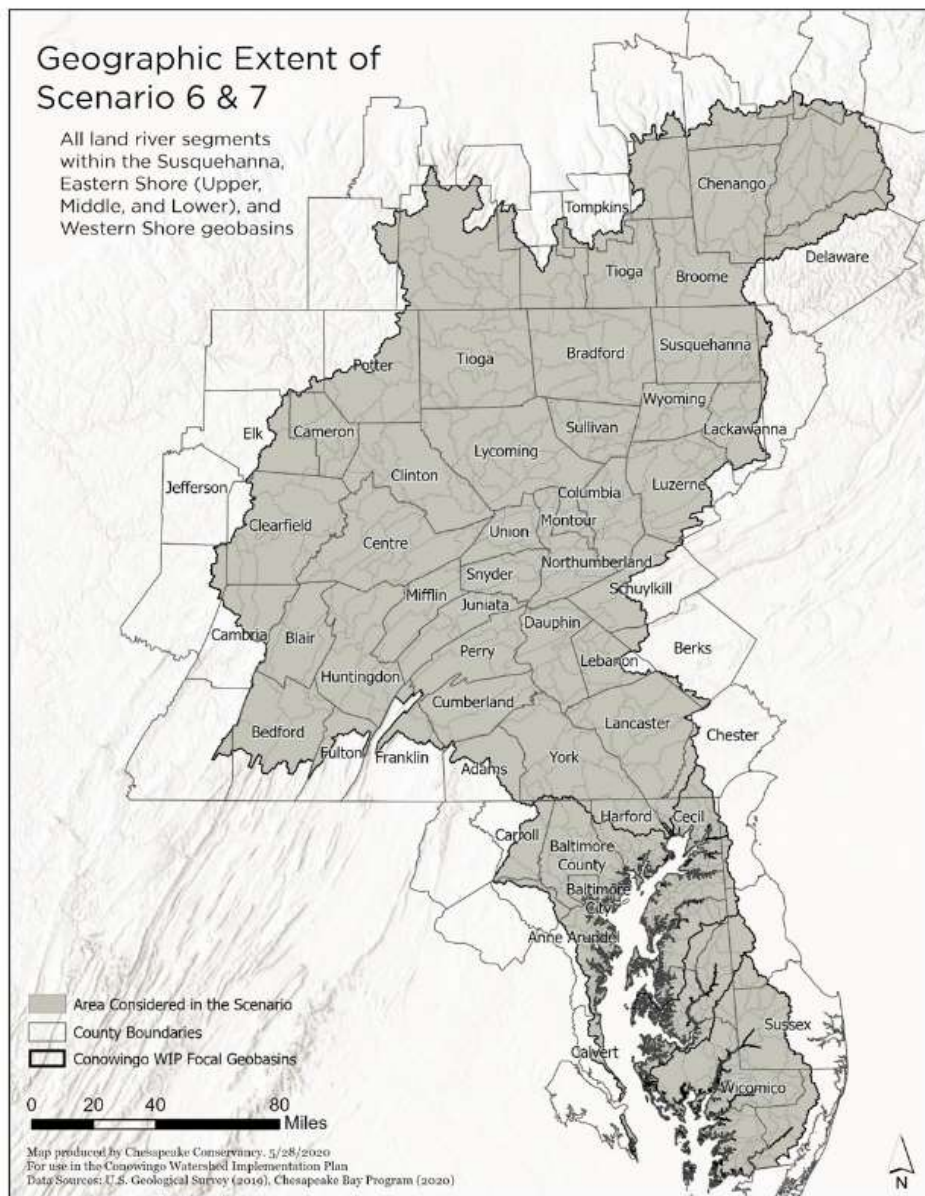 Geographic Extent of
Scenario 6 & 7
All land river segments
within the Susquehanna,
Eastern Shore (Upper,
Middle, and Lower), and
Western Shore geobasins
Chenango
Tompkins
Delaware
Tioga
Broome
Susquehanna
Potter
Tioga
Bradford
Wyoming
Elk
Cameron
Sullivan
Lackawanna
Lycoming
Clinton
Jefferson
Columbia
Luzerne
Clearfield
Montour
Union
Centre
Northumberland
Snyder
Schuylkill
Mifflin
Juniata
Dauphin
Cambria
Blair
Perry
Lebanon
Berks
Huntingdon
Cumberland
Lancaster
Bedford
Chester
Fulton
Franklin
York
Adams
Harford
Cecil
Carroll
Baltimore
County
Baltimore
City
Anne Arundel
Sussex
Calvert
Wicomico
Area Considered in the Scenario
County Boundaries
Conowingo WIP Focal Geobasins
0 20 40 80
Miles
Map produced by Chesapeake Conservancy. 5/28/2020
For use in the Conowingo Watershed Implementation Plan
Data Sources: U.S. Geological Survey (2019), Chesapeake Bay Program (2020)
N